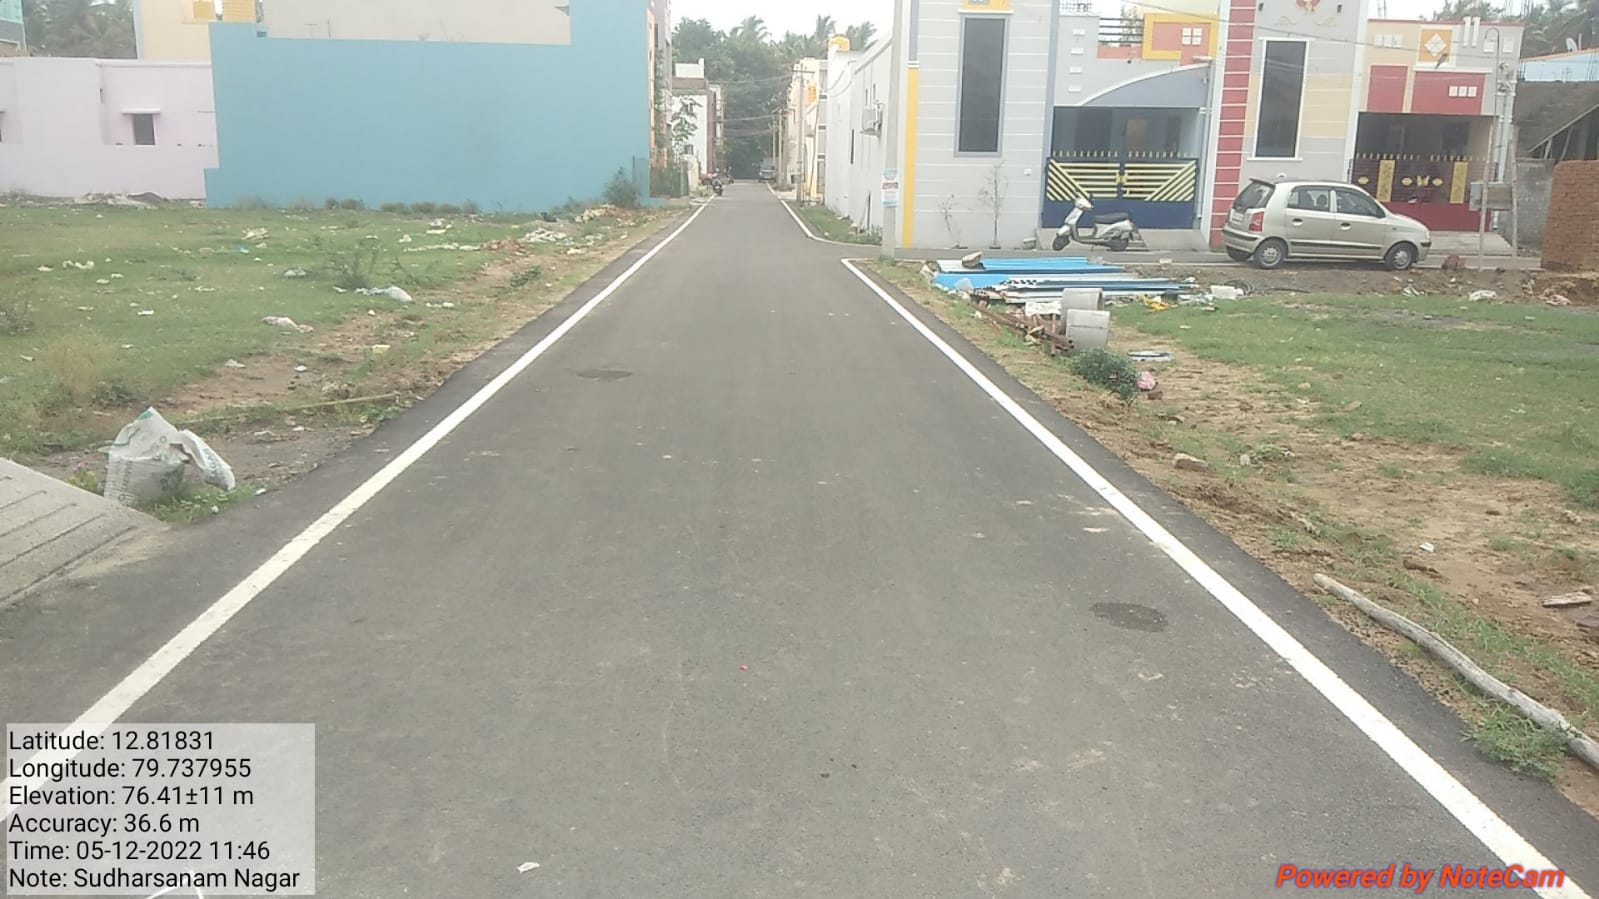 Latitude: 12.81831
Longitude: 79.737955
Elevation: 76.41±11 m
Accuracy: 36.6 m
Time: 05-12-2022 11:46
Note: Sudharsanam Nagar
Powered by NoteCam